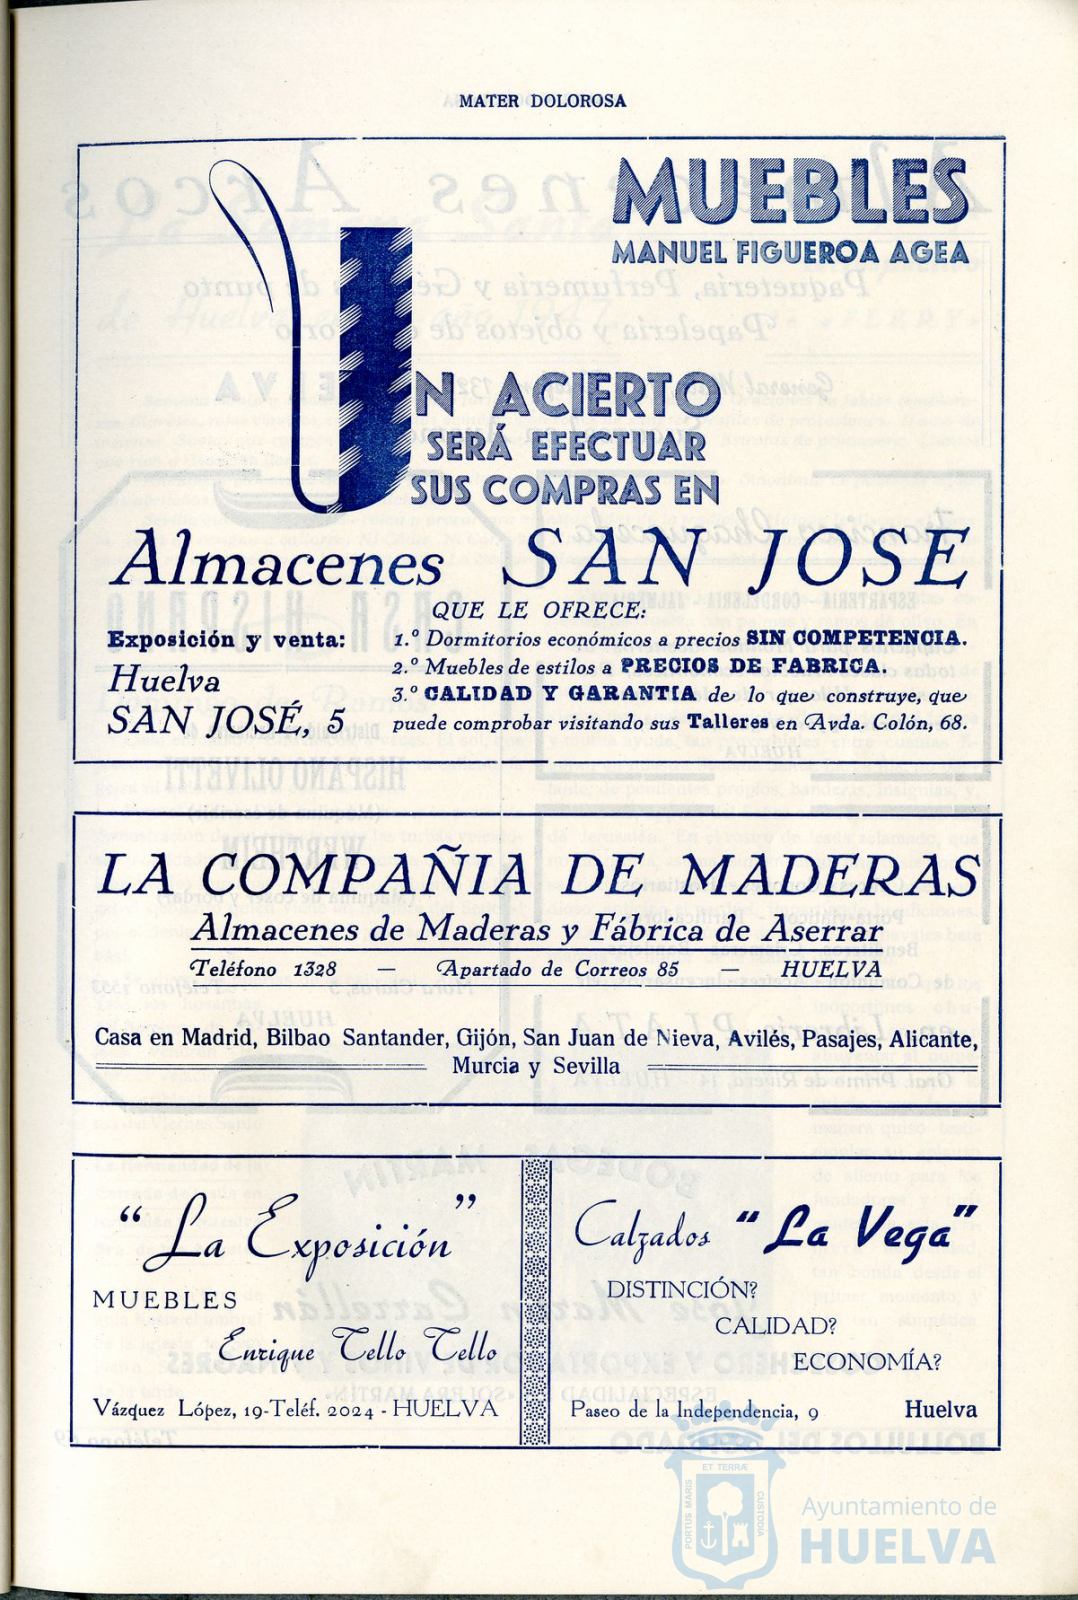 MATER DOLOROSA
MUEBLES
MANUEL FIGUEROA AGEA
UN ACIERTO
SERÁ EFECTUAR
SUS COMPRAS EN
Almacenes SAN JOSE
QUE LE OFRECE:
Exposición y venta:
Huelva
SAN JOSÉ, 5
1.º Dormitorios económicos a precios SIN COMPETENCIA.
2.º Muebles de estilos a PRECIOS DE FABRICA.
3.º CALIDAD Y GARANTIA de lo que construye, que
puede comprobar visitando sus Talleres en Avda. Colón, 68.
LA COMPAÑIA DE MADERAS
Almacenes de Maderas y Fábrica de Aserrar
Teléfono 1328 — Apartado de Correos 85 — HUELVA
Casa en Madrid, Bilbao Santander, Gijón, San Juan de Nieva, Avilés, Pasajes, Alicante,
Murcia y Sevilla
"La Exposición"
MUEBLES
Enrique Tello Tello
Vázquez López, 19-Teléf. 2024 - HUELVA
Calzados "La Vega"
DISTINCIÓN?
CALIDAD?
ECONOMÍA?
Paseo de la Independencia, 9 Huelva
PORTUS MARIS
ET TERRÆ
CUSTODIA
Ayuntamiento de
HUELVA